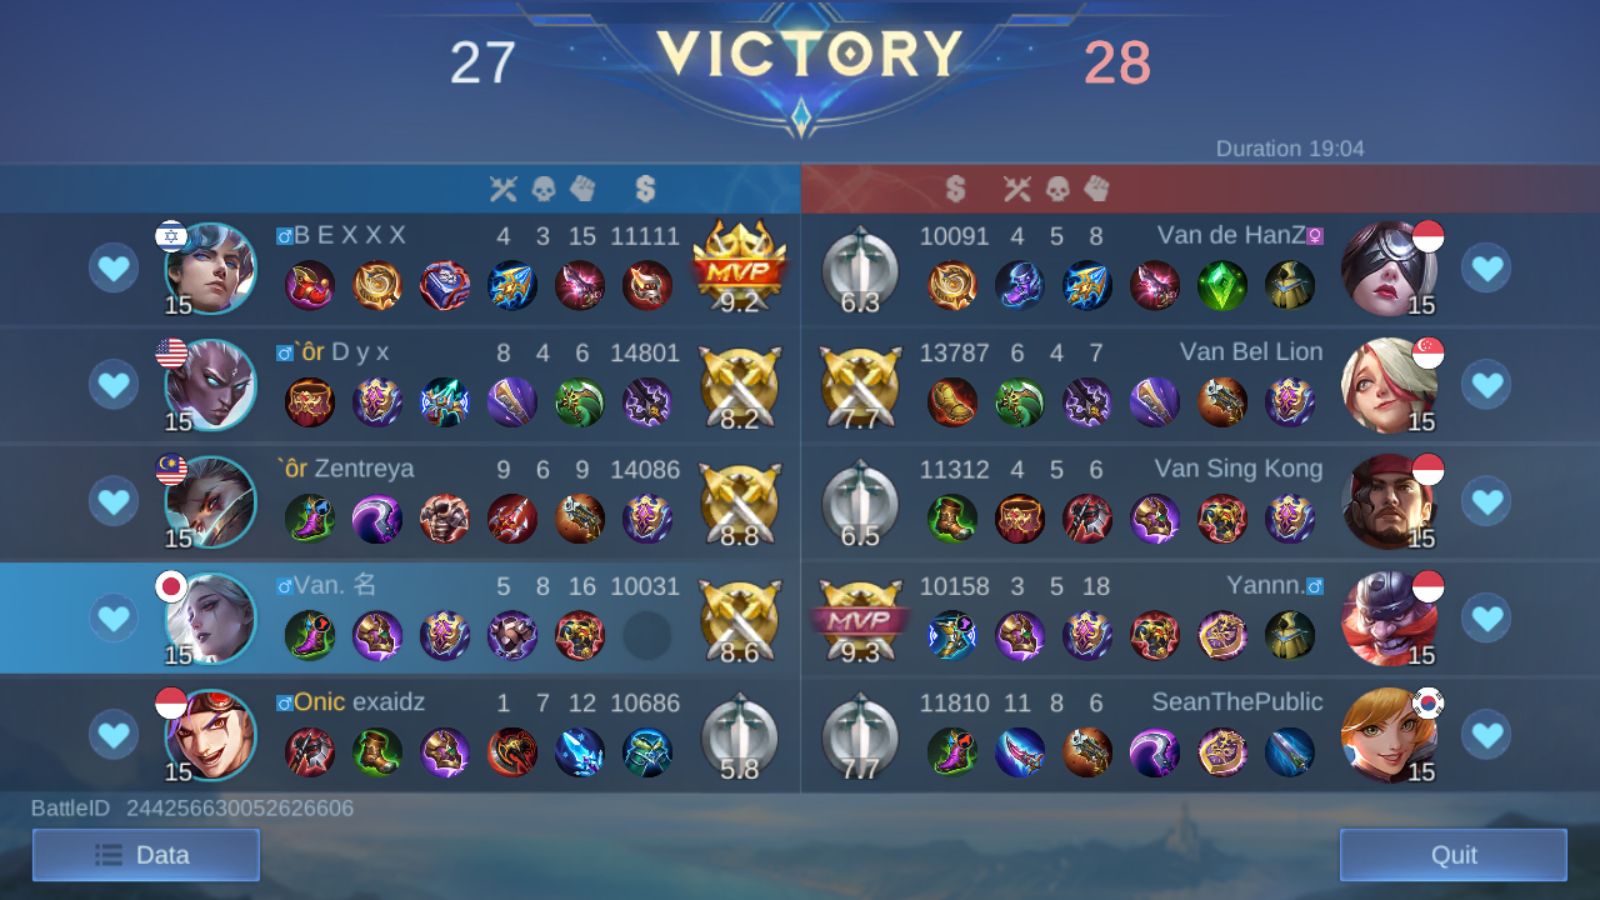 27 VICTORY 28
Duration 19:04
15 ♂B E X X X 4 3 15 11111 MVP 9.2
6.3 10091 4 5 8 Van de HanZ♀ 15
15 ♂`ôr D y x 8 4 6 14801 8.2
7.7 13787 6 4 7 Van Bel Lion 15
15 `ôr Zentreya 9 6 9 14086 8.8
6.5 11312 4 5 6 Van Sing Kong 15
15 ♂Van. 名 5 8 16 10031 8.6
MVP 9.3 10158 3 5 18 Yannn.♂ 15
15 ♂Onic exaidz 1 7 12 10686 5.8
7.7 11810 11 8 6 SeanThePublic 15
BattleID 244256630052626606
Data
Quit